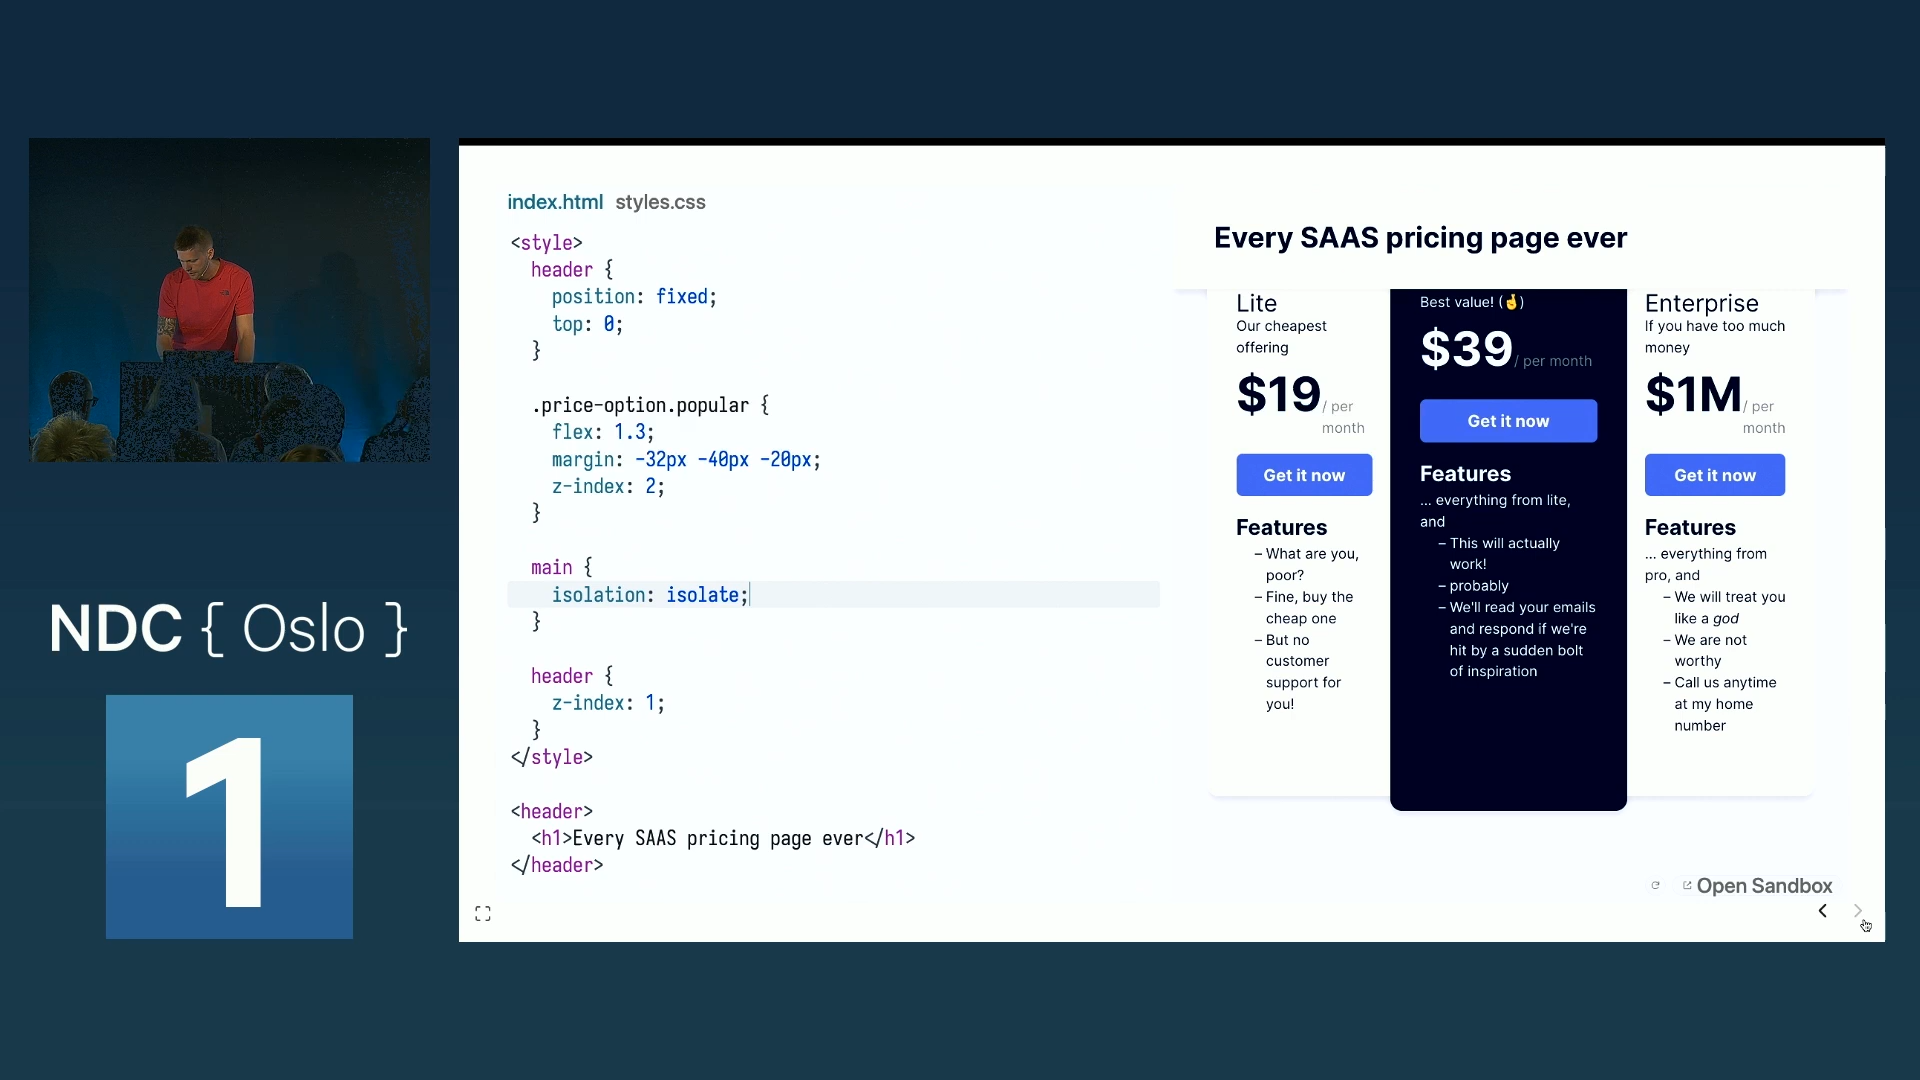 index.html styles.css
<style>
header {
position: fixed;
top: 0;
}
.price-option.popular {
flex: 1.3;
margin: -32px -40px -20px;
z-index: 2;
}
main {
isolation: isolate;
}
header {
z-index: 1;
}
</style>
<header>
<h1>Every SAAS pricing page ever</h1>
</header>
Every SAAS pricing page ever
Lite
Our cheapest
offering
$19 / per
month
Get it now
Features
– What are you,
poor?
– Fine, buy the
cheap one
– But no
customer
support for
you!
Best value! (🤞)
$39 / per month
Get it now
Features
... everything from lite,
and
– This will actually
work!
– probably
– We'll read your emails
and respond if we're
hit by a sudden bolt
of inspiration
Enterprise
If you have too much
money
$1M / per
month
Get it now
Features
... everything from
pro, and
– We will treat you
like a god
– We are not
worthy
– Call us anytime
at my home
number
Open Sandbox
NDC { Oslo }
1